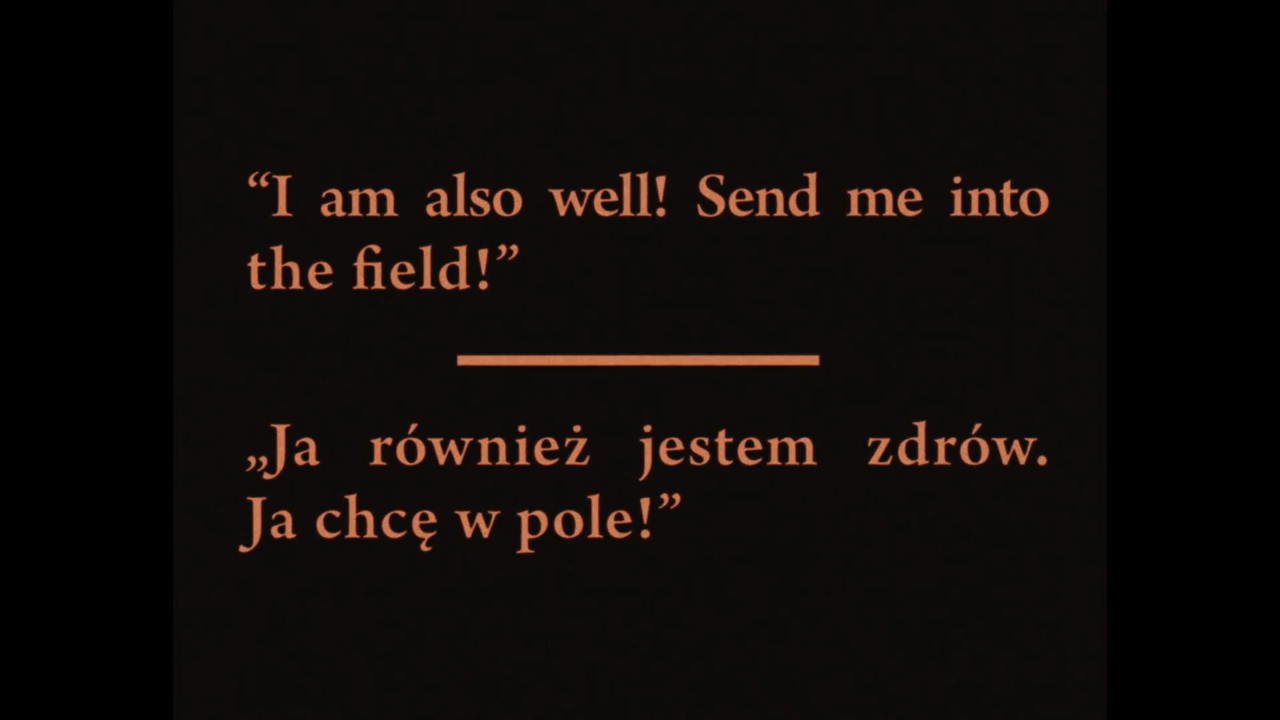 “I am also well! Send me into
the field!”
„Ja również jestem zdrów.
Ja chcę w pole!”